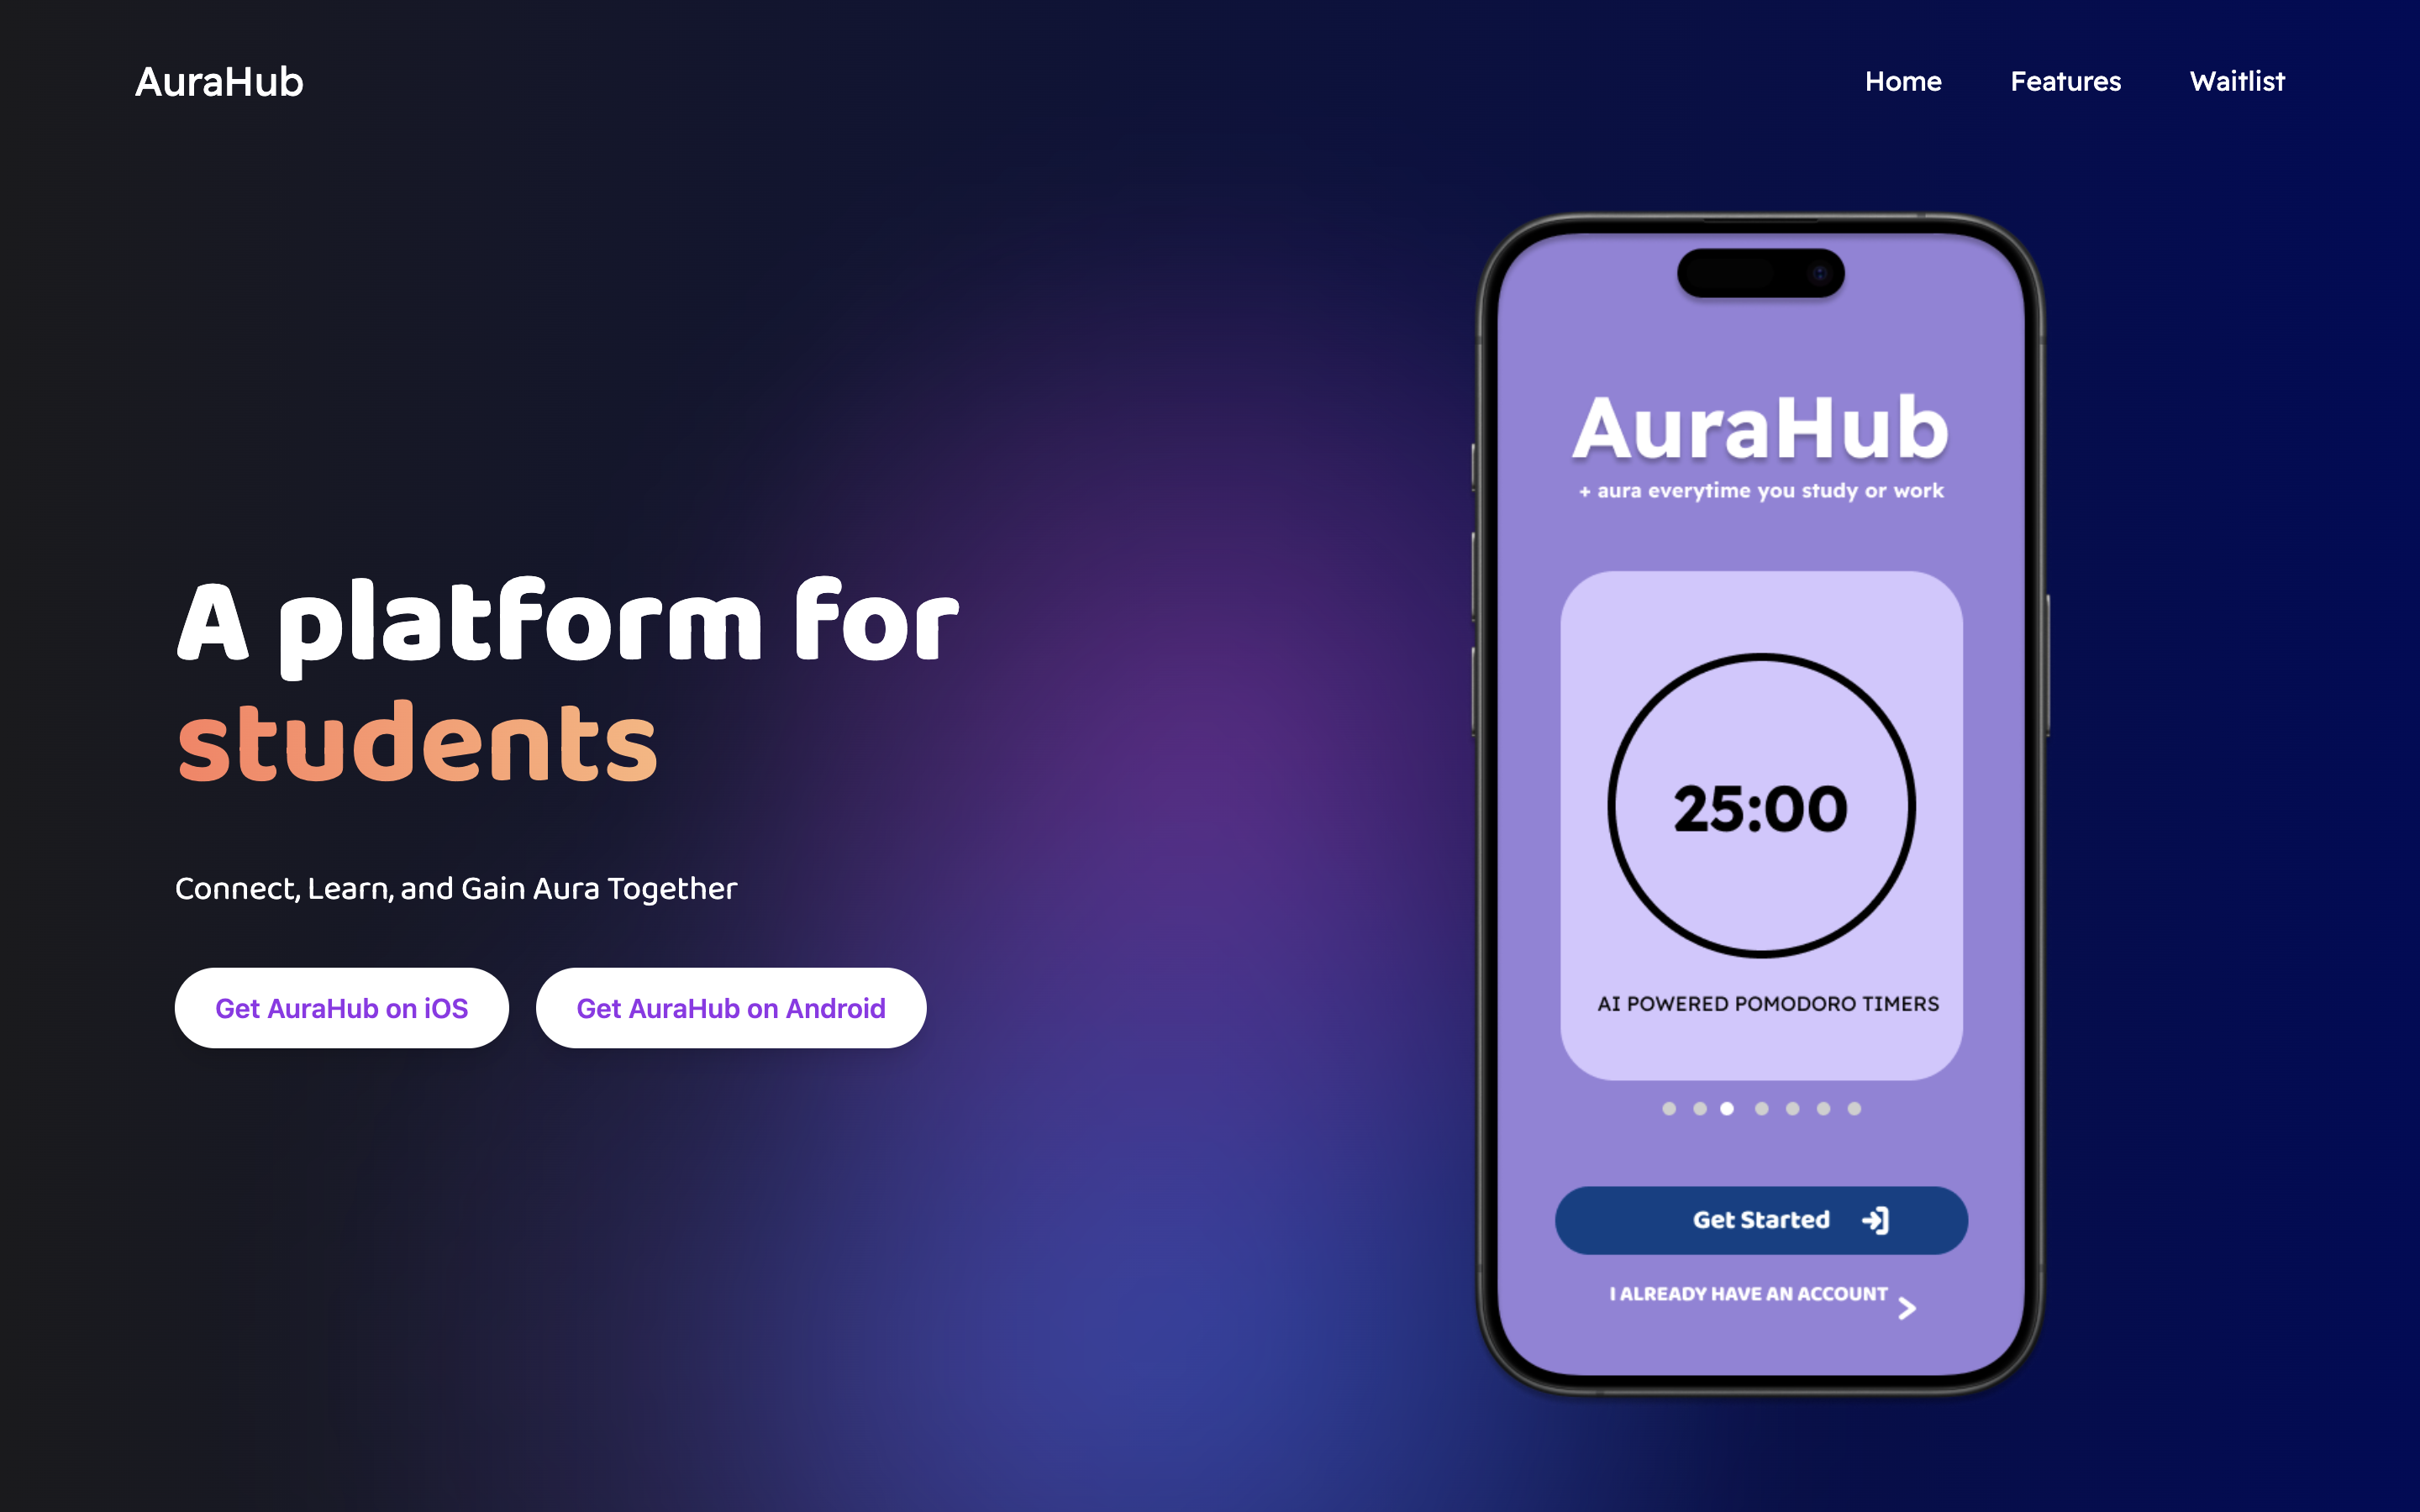 AuraHub
Home Features Waitlist
A platform for
students
Connect, Learn, and Gain Aura Together
Get AuraHub on iOS
Get AuraHub on Android
AuraHub
+ aura everytime you study or work
25:00
AI POWERED POMODORO TIMERS
Get Started
I ALREADY HAVE AN ACCOUNT